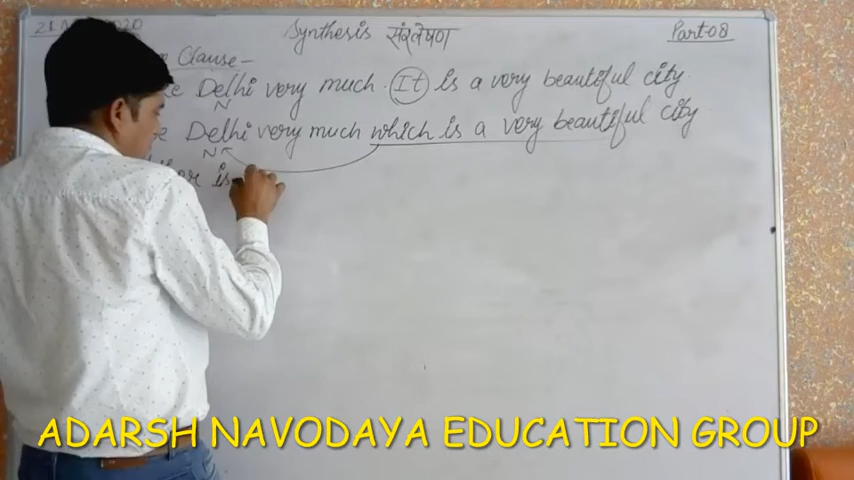 Synthesis संश्लेषण Part-08
Clause-
Delhi very much. It is a very beautiful city.
N
Delhi very much which is a very beautiful city
N
is
ADARSH NAVODAYA EDUCATION GROUP